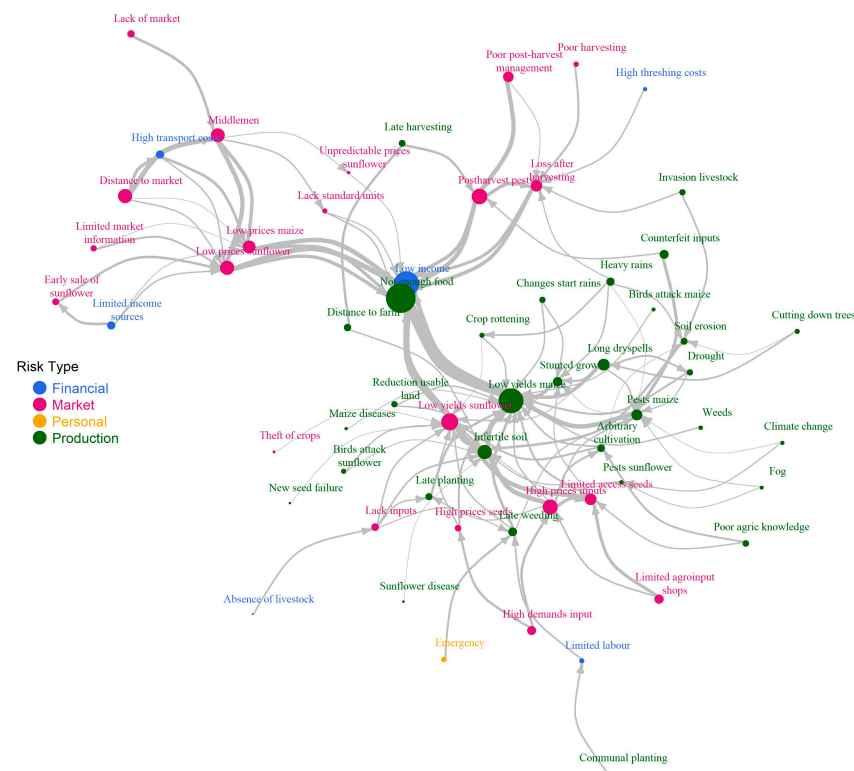 Lack of market
Poor harvesting
Poor post-harvest
management
High threshing costs
Middlemen
Late harvesting
High transport costs
Unpredictable prices
sunflower
Loss after
harvesting
Distance to market
Postharvest pests
Invasion livestock
Lack standard units
Limited market
information
Low prices maize
Counterfeit inputs
Low prices sunflower
Low income
Heavy rains
Not enough food
Early sale of
sunflower
Changes start rains
Birds attack maize
Limited income
sources
Distance to farm
Crop rottening
Soil erosion
Cutting down trees
Long dryspells
Drought
Stunted grow
Risk Type
Financial
Market
Personal
Production
Reduction usable
land
Low yields maize
Pests maize
Low yields sunflower
Maize diseases
Weeds
Theft of crops
Infertile soil
Arbitrary
cultivation
Climate change
Birds attack
sunflower
Pests sunflower
Fog
New seed failure
Late planting
Limited access seeds
High prices inputs
Lack inputs
High prices seeds
Late weeding
Poor agric knowledge
Sunflower disease
Limited agroinput
shops
Absence of livestock
High demands input
Emergency
Limited labour
Communal planting